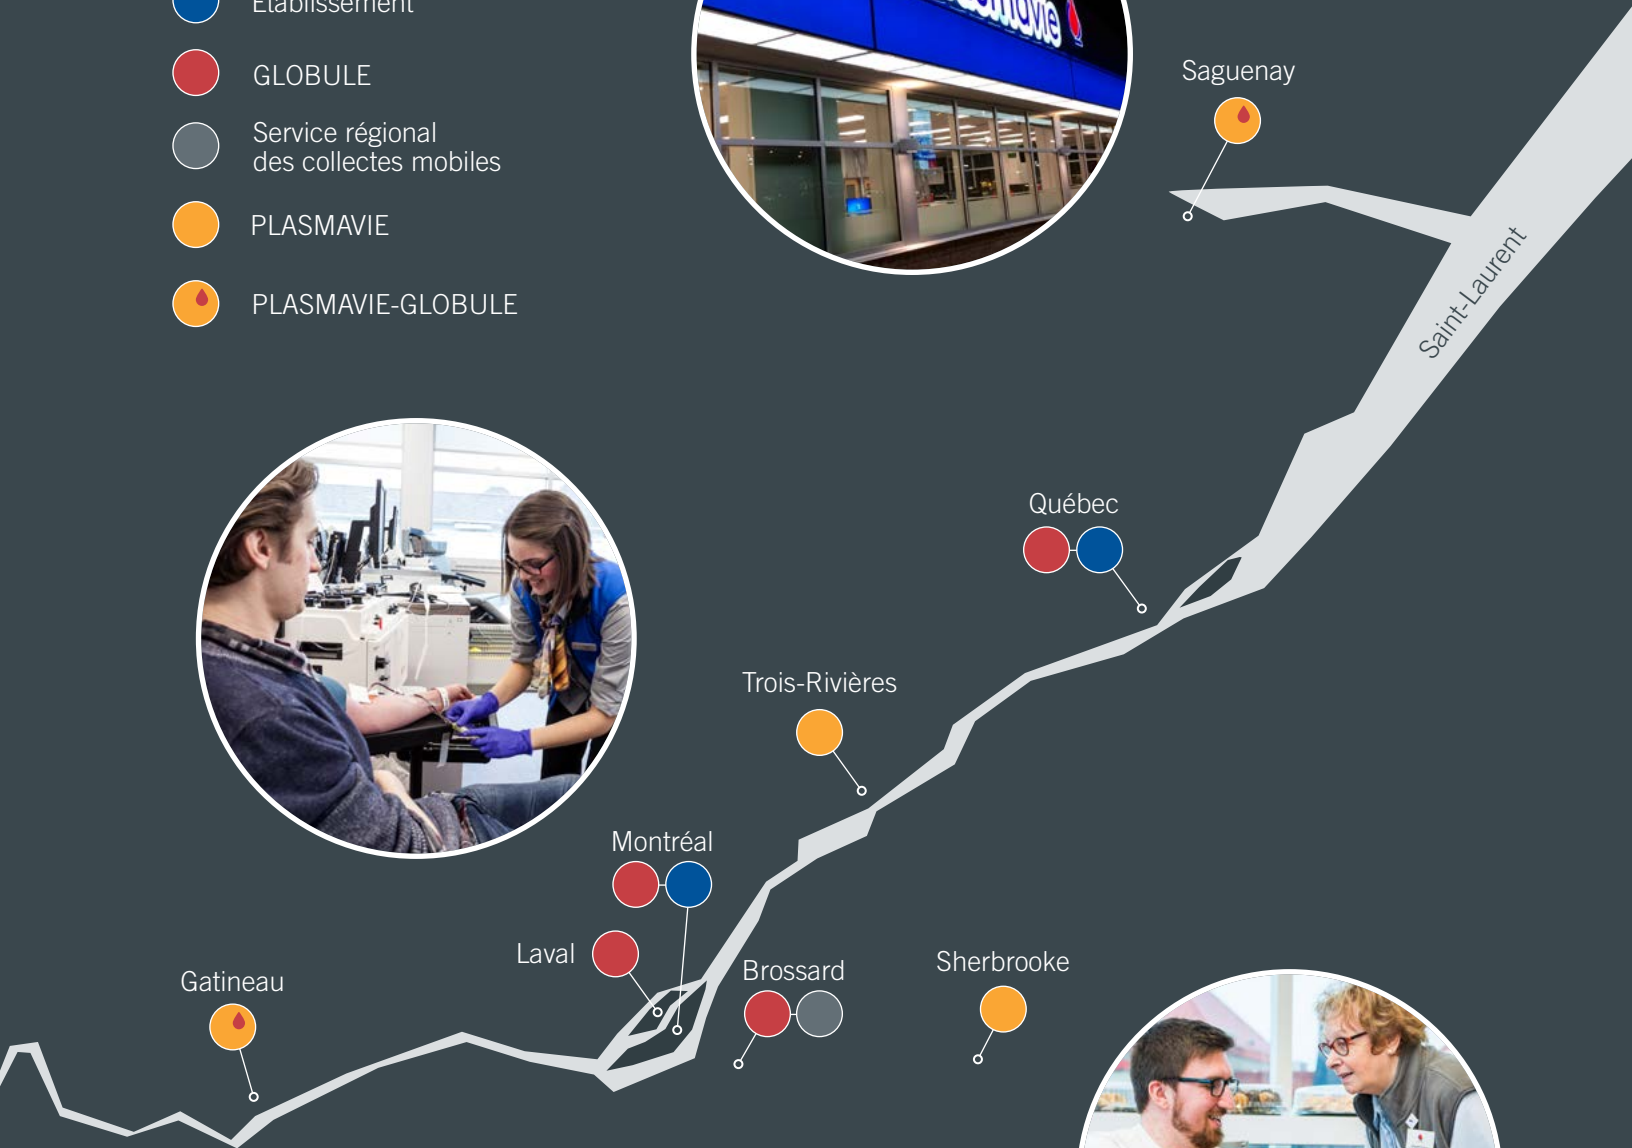 Établissement
GLOBULE
Service régional
des collectes mobiles
PLASMAVIE
PLASMAVIE-GLOBULE
Saguenay
Saint-Laurent
Québec
Trois-Rivières
Montréal
Laval
Brossard
Sherbrooke
Gatineau